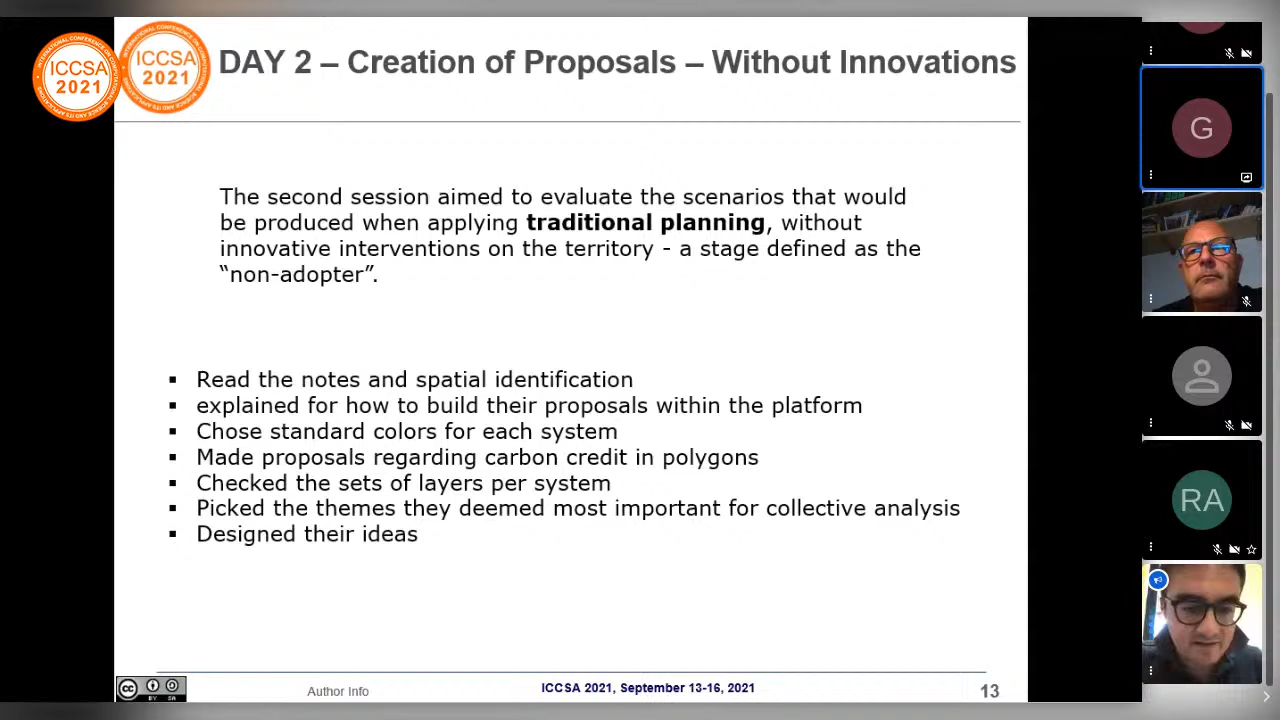 ICCSA
2021
ICCSA
2021
DAY 2 – Creation of Proposals – Without Innovations
The second session aimed to evaluate the scenarios that would
be produced when applying traditional planning, without
innovative interventions on the territory - a stage defined as the
“non-adopter”.
▪ Read the notes and spatial identification
▪ explained for how to build their proposals within the platform
▪ Chose standard colors for each system
▪ Made proposals regarding carbon credit in polygons
▪ Checked the sets of layers per system
▪ Picked the themes they deemed most important for collective analysis
▪ Designed their ideas
cc BY SA
Author Info
ICCSA 2021, September 13-16, 2021
13
G
RA